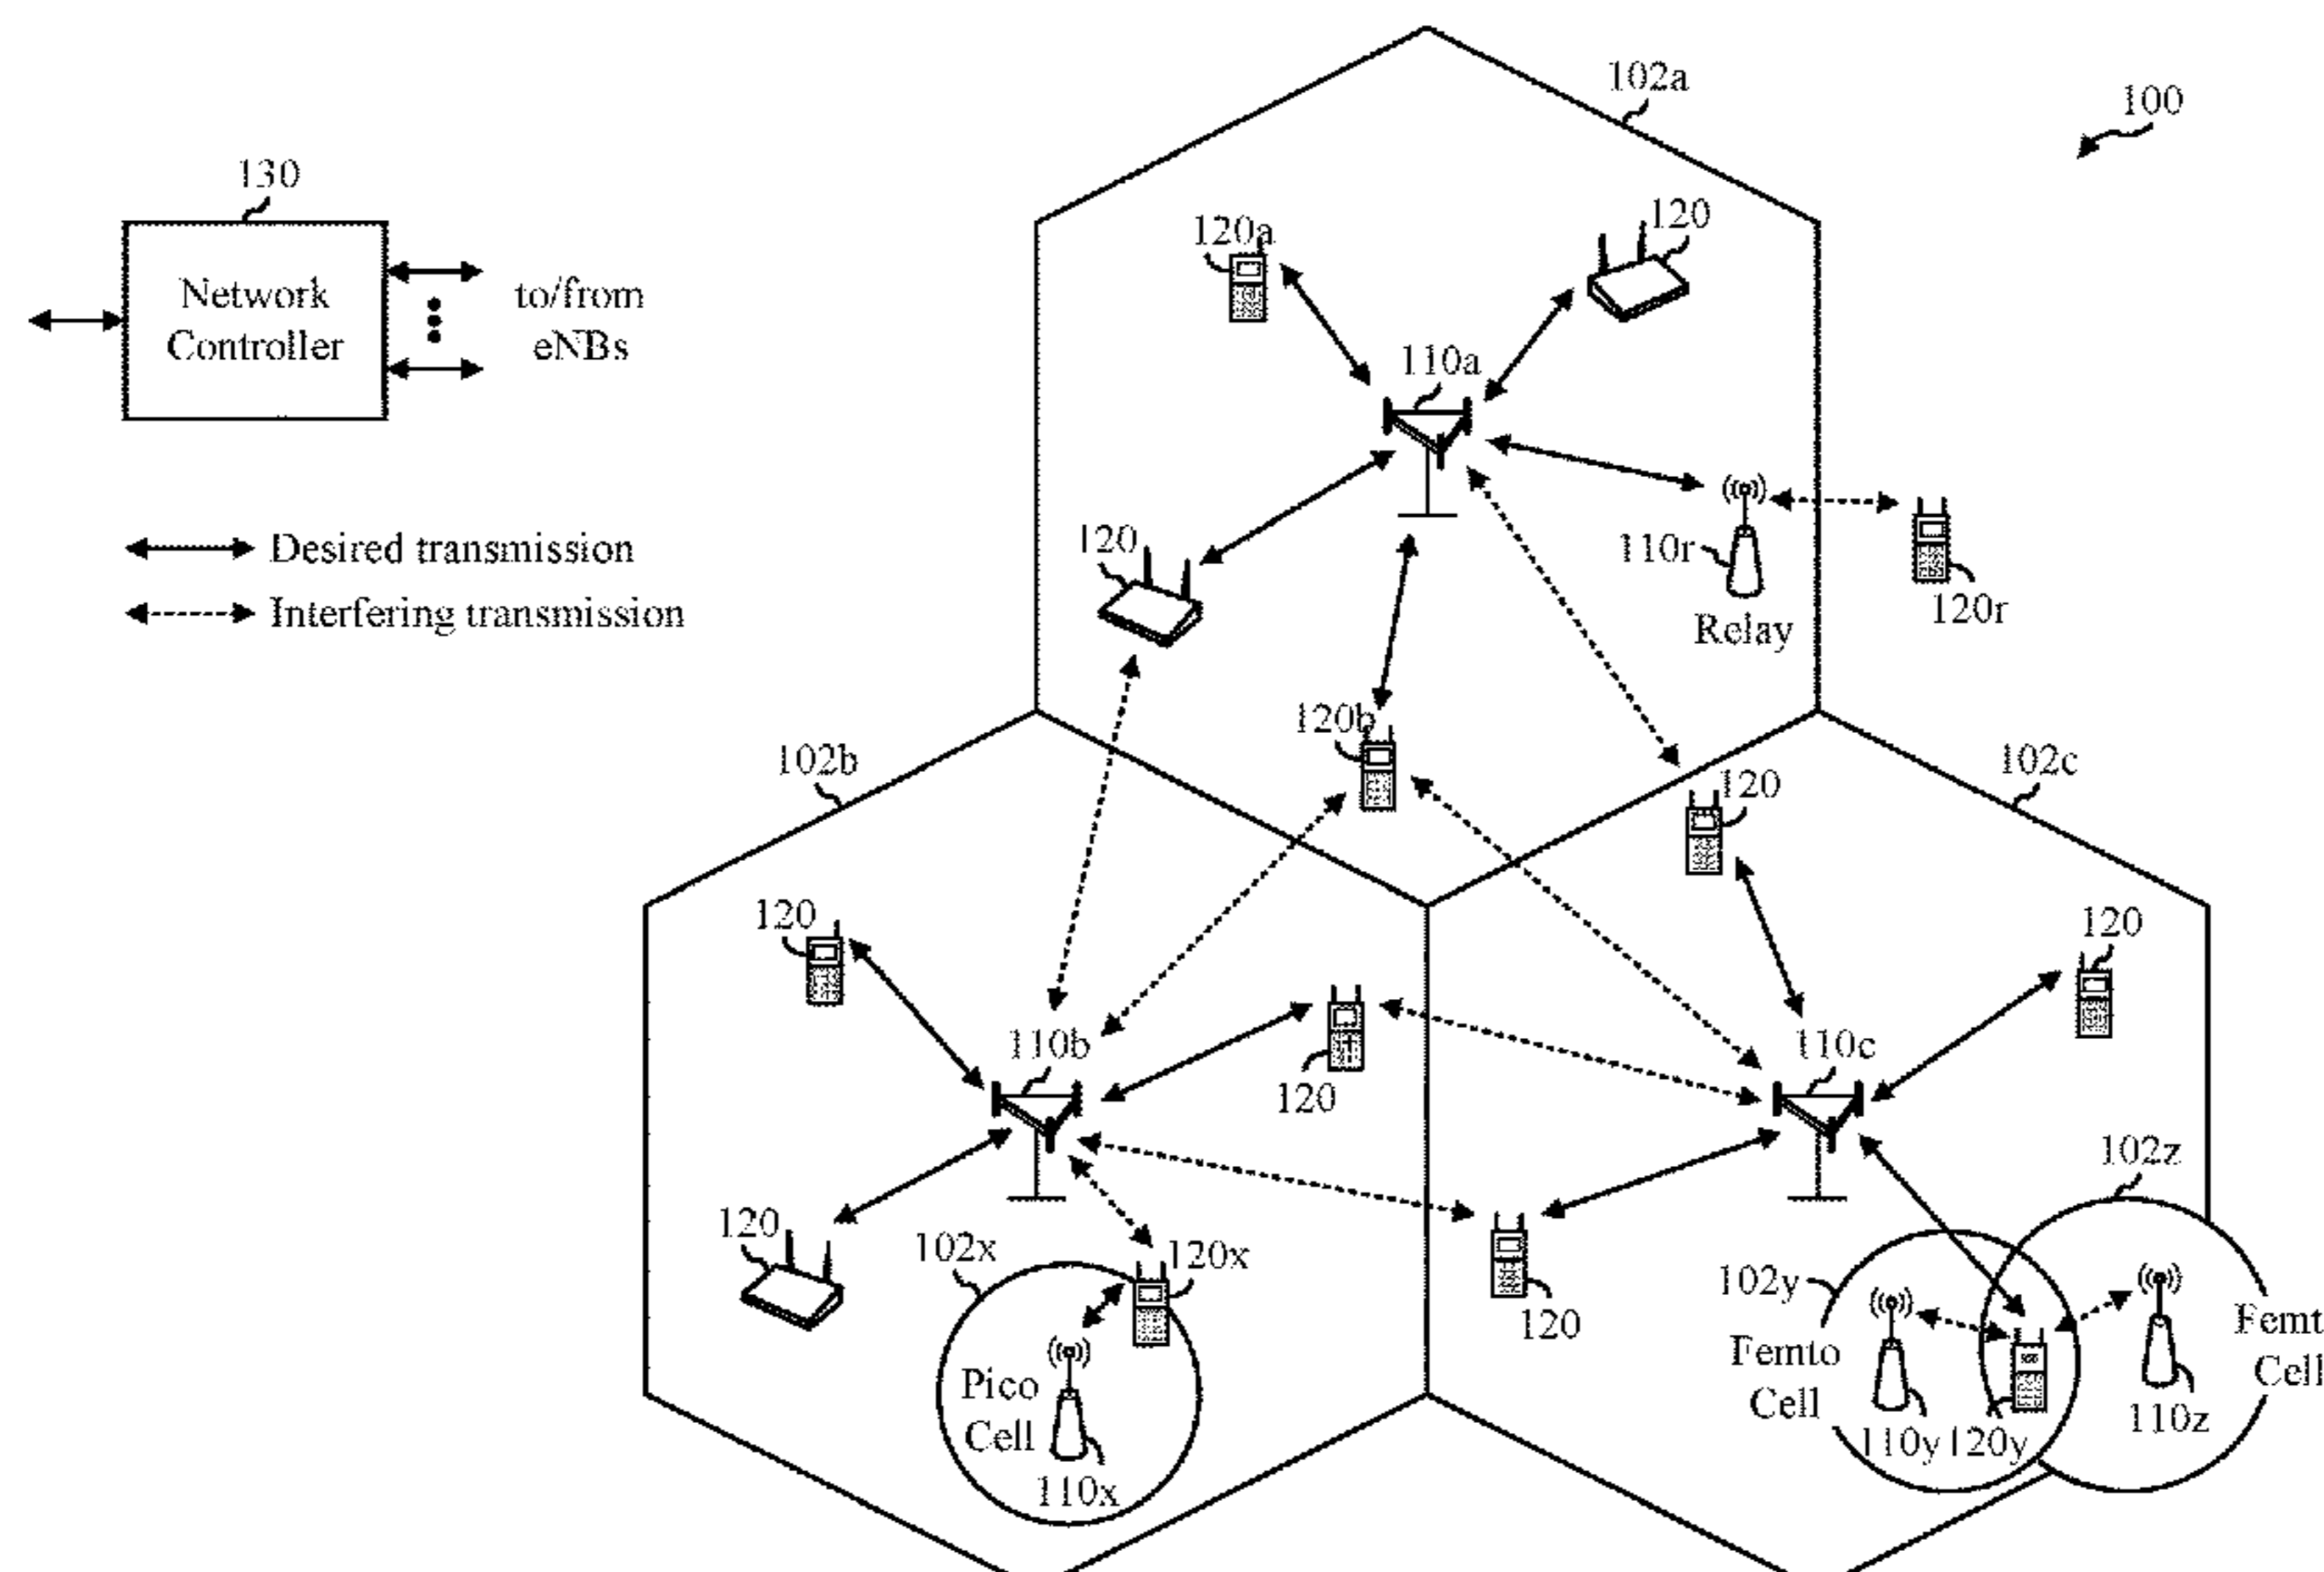 102a
100
130
120a
120
Network
Controller
to/from
eNBs
110a
Desired transmission
Interfering transmission
120
110r
Relay
120r
120b
102b
102c
120
120
120
110b
110c
120
102z
120
102x
120x
102y
120
Pico
Cell
110x
Femto
Cell
110y
120y
110z
Femt
Cell